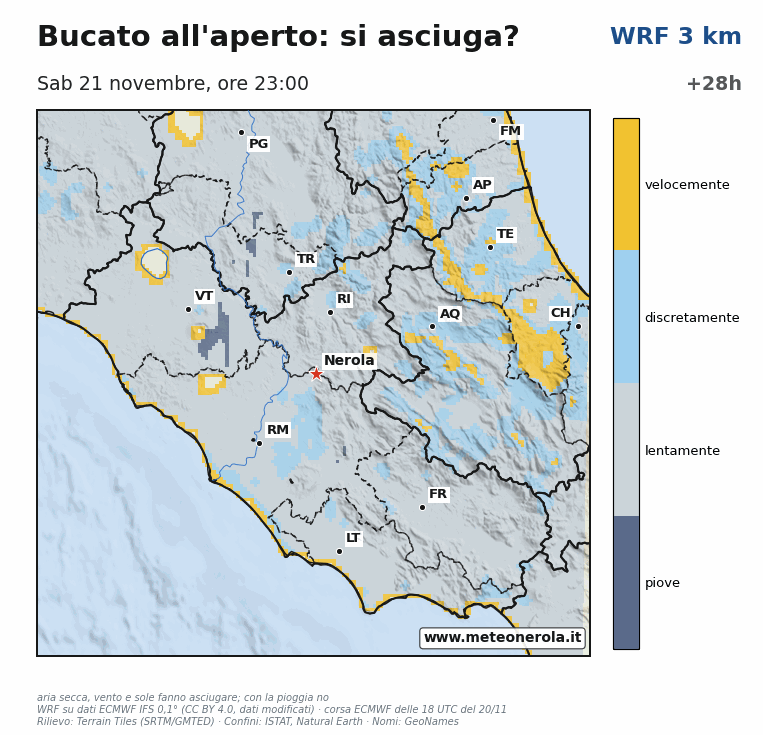 Bucato all'aperto: si asciuga?
WRF 3 km
Sab 21 novembre, ore 23:00
+28h
FM
PG
AP
TE
TR
VT
RI
AQ
CH
Nerola
RM
FR
LT
www.meteonerola.it
velocemente
discretamente
lentamente
piove
aria secca, vento e sole fanno asciugare; con la pioggia no
WRF su dati ECMWF IFS 0,1° (CC BY 4.0, dati modificati) · corsa ECMWF delle 18 UTC del 20/11
Rilievo: Terrain Tiles (SRTM/GMTED) · Confini: ISTAT, Natural Earth · Nomi: GeoNames